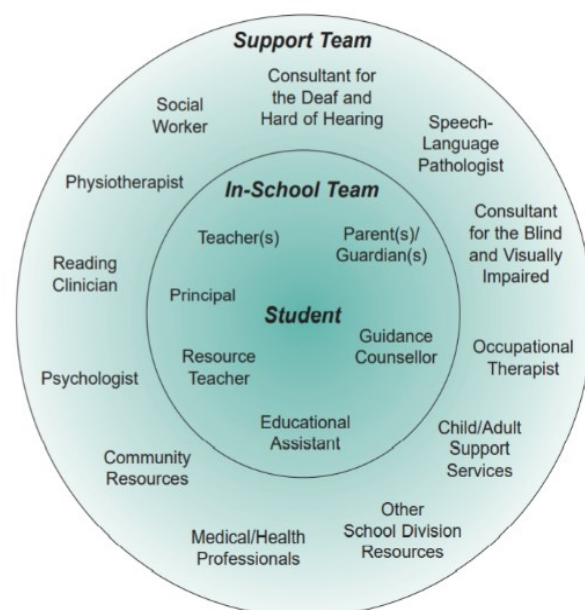 Support Team
Consultant for
the Deaf and
Hard of Hearing
Social
Worker
Speech-
Language
Pathologist
Physiotherapist
In-School Team
Consultant
for the Blind
and Visually
Impaired
Teacher(s)
Parent(s)/
Guardian(s)
Reading
Clinician
Principal
Student
Guidance
Counsellor
Occupational
Therapist
Resource
Teacher
Psychologist
Educational
Assistant
Child/Adult
Support
Services
Community
Resources
Other
School Division
Resources
Medical/Health
Professionals